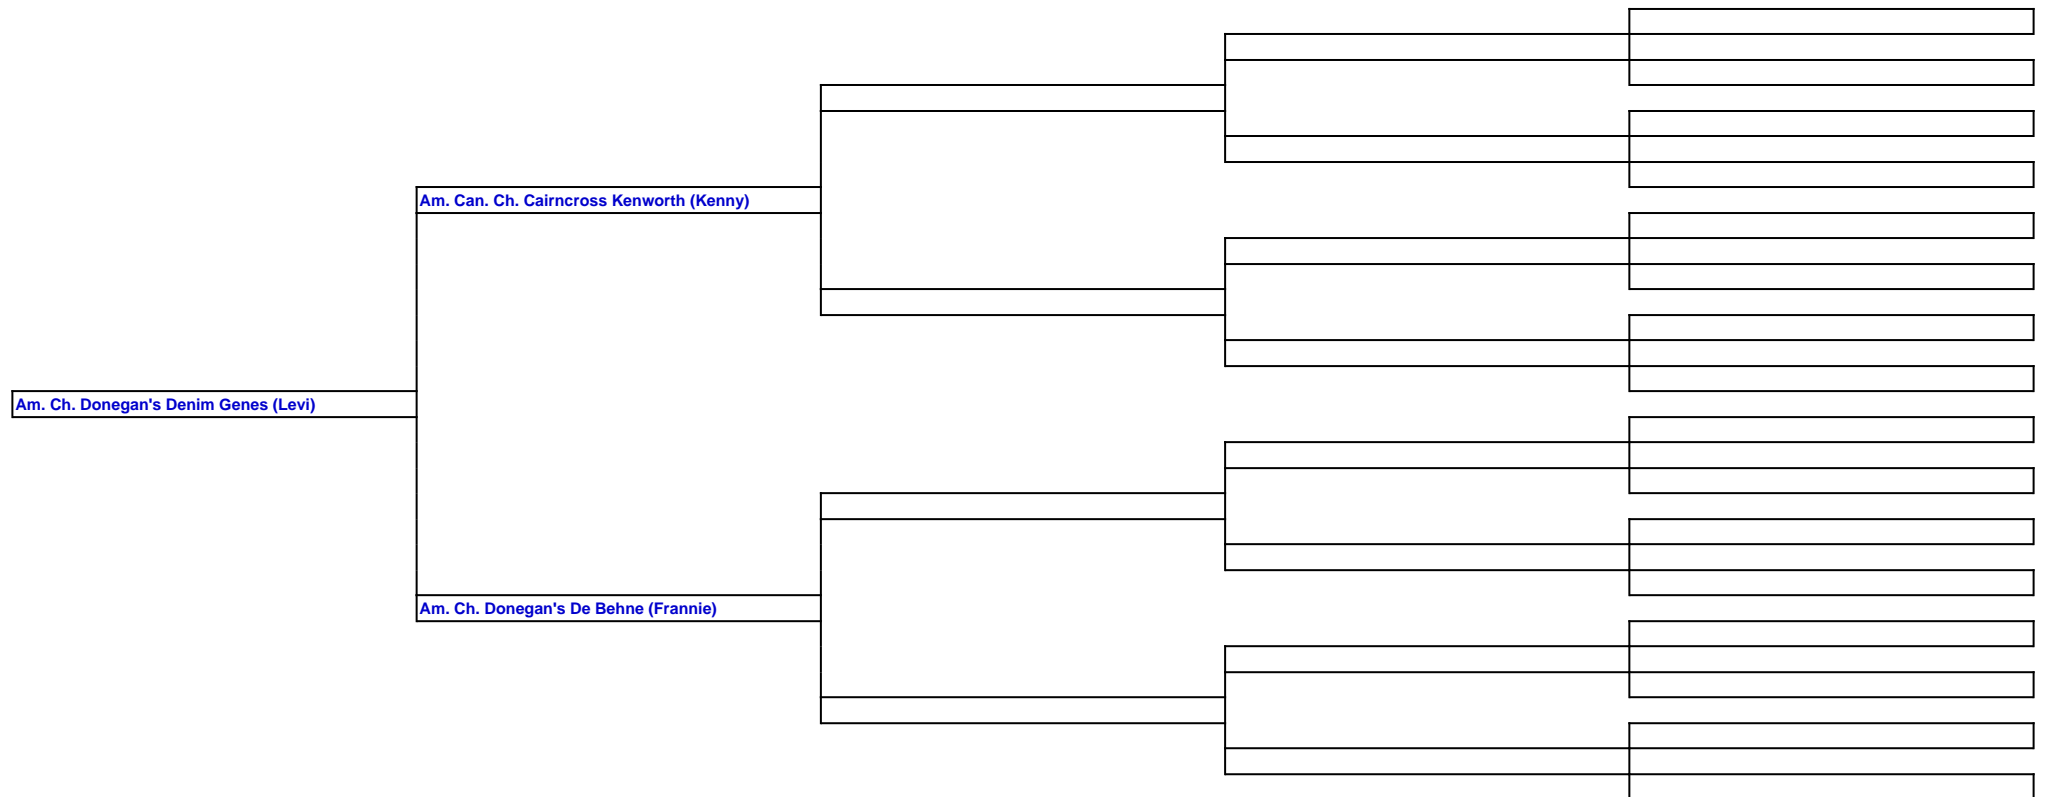 Am. Can. Ch. Cairncross Kenworth (Kenny)
Am. Ch. Donegan's Denim Genes (Levi)
Am. Ch. Donegan's De Behne (Frannie)